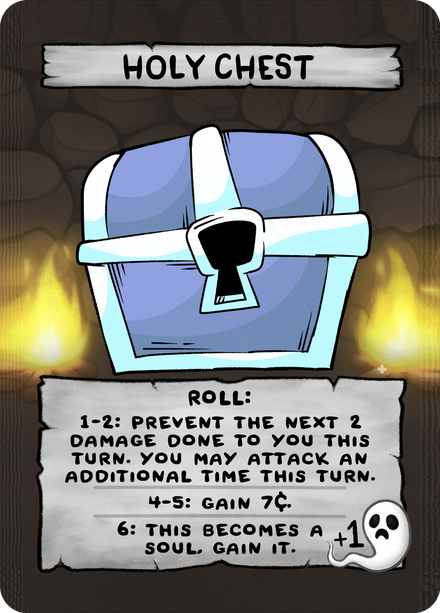 HOLY CHEST
ROLL:
1-2: PREVENT THE NEXT 2
DAMAGE DONE TO YOU THIS
TURN. YOU MAY ATTACK AN
ADDITIONAL TIME THIS TURN.
4-5: GAIN 7¢.
6: THIS BECOMES A
SOUL. GAIN IT.
+1